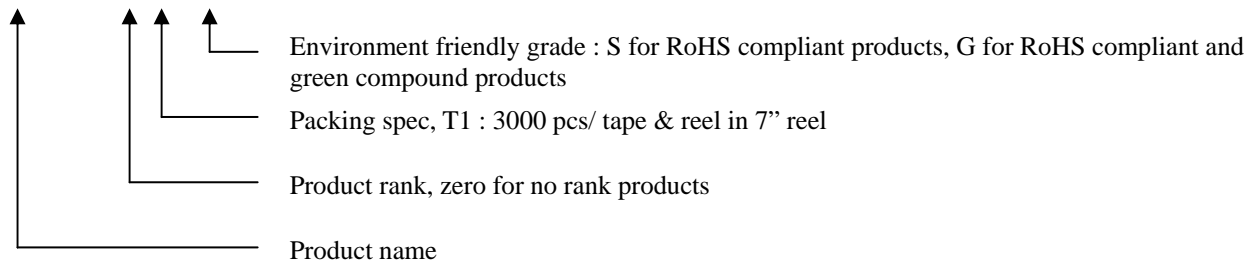 Environment friendly grade : S for RoHS compliant products, G for RoHS compliant and
green compound products
Packing spec, T1 : 3000 pcs/ tape & reel in 7” reel
Product rank, zero for no rank products
Product name